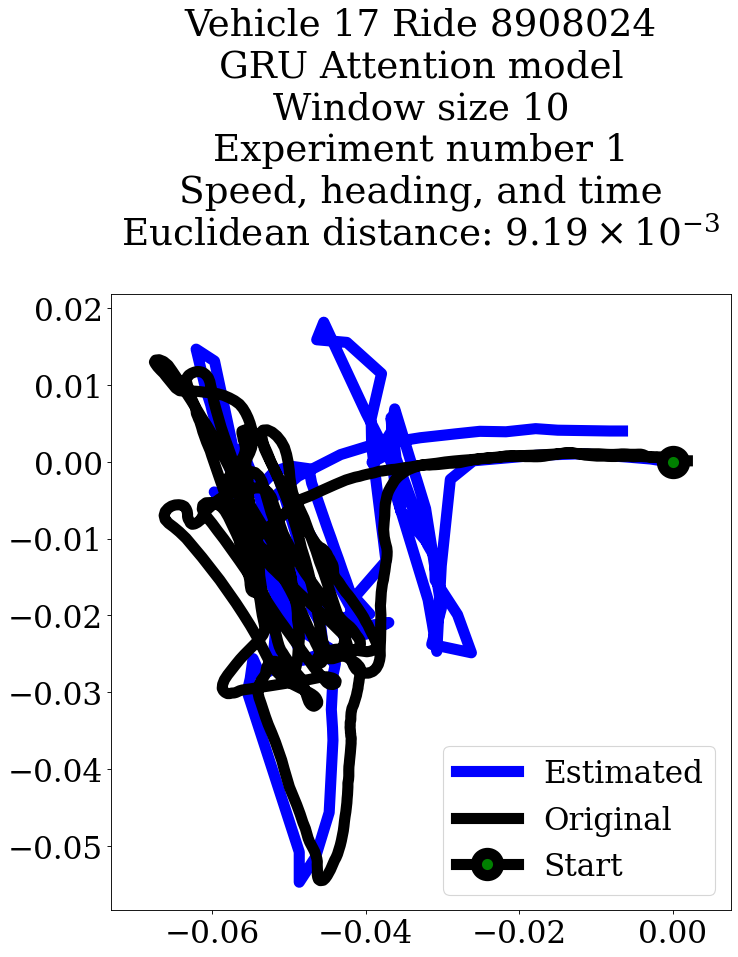 Vehicle 17 Ride 8908024
GRU Attention model
Window size 10
Experiment number 1
Speed, heading, and time
Euclidean distance: 9.19 × 10⁻³
0.02
0.01
0.00
−0.01
−0.02
−0.03
−0.04
−0.05
−0.06
−0.04
−0.02
0.00
Estimated
Original
Start